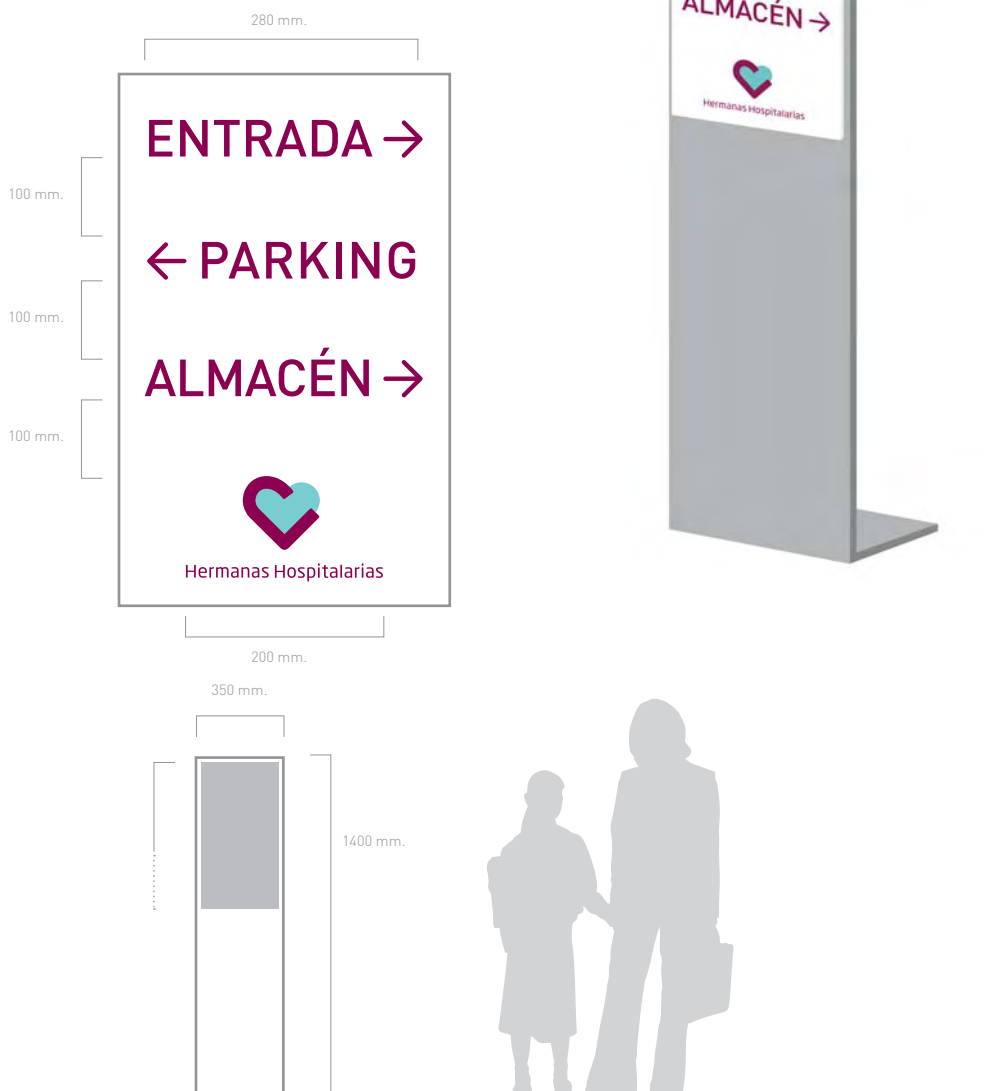 280 mm.
ENTRADA →
100 mm.
← PARKING
100 mm.
ALMACÉN →
100 mm.
Hermanas Hospitalarias
200 mm.
ALMACÉN →
Hermanas Hospitalarias
350 mm.
1400 mm.